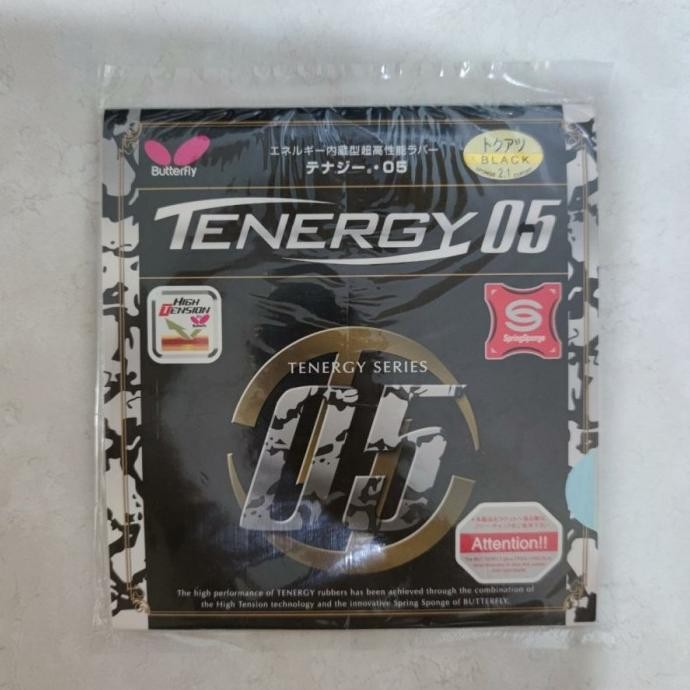 Butterfly
エネルギー内蔵型超高性能ラバー
テナジー・05
トクアツ
BLACK
SPONGE 2.1
TENERGY 05
HIGH
TENSION
SpringSponge
TENERGY SERIES
05
Attention!!
The high performance of TENERGY rubbers has been achieved through the combination of
the High Tension technology and the innovative Spring Sponge of BUTTERFLY.